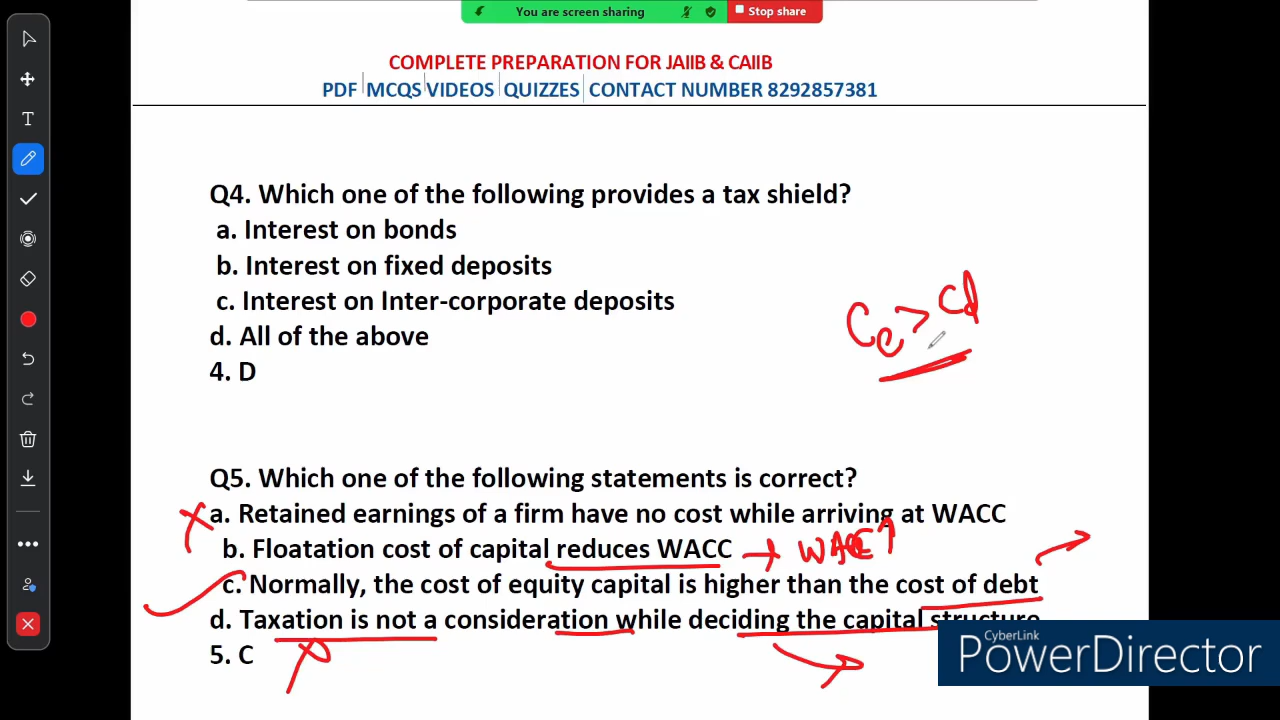 You are screen sharing Stop share
COMPLETE PREPARATION FOR JAIIB & CAIIB
PDF MCQS VIDEOS QUIZZES CONTACT NUMBER 8292857381
Q4. Which one of the following provides a tax shield?
a. Interest on bonds
b. Interest on fixed deposits
c. Interest on Inter-corporate deposits
d. All of the above
4. D
Ce > Cd
Q5. Which one of the following statements is correct?
a. Retained earnings of a firm have no cost while arriving at WACC
b. Floatation cost of capital reduces WACC → WACC ↑
c. Normally, the cost of equity capital is higher than the cost of debt
d. Taxation is not a consideration while deciding the capital structure
5. C
CyberLink
PowerDirector